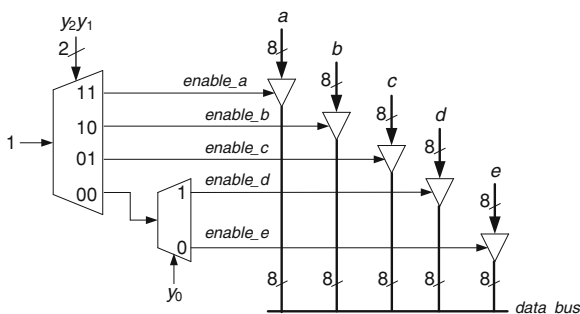 a
y2y1
8
b
2
enable_a
8
c
11
enable_b
8
d
10
1
enable_c
8
01
e
enable_d
00
1
8
enable_e
0
8
8
8
8
8
y0
data bus